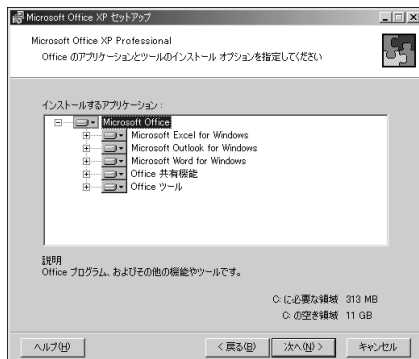 Microsoft Office XP セットアップ
Microsoft Office XP Professional
Office のアプリケーションとツールのインストール オプションを指定してください
インストールするアプリケーション：
Microsoft Office
Microsoft Excel for Windows
Microsoft Outlook for Windows
Microsoft Word for Windows
Office 共有機能
Office ツール
説明
Office プログラム、およびその他の機能やツールです。
C: に必要な領域 313 MB
C: の空き領域 11 GB
ヘルプ(H)
< 戻る(B)
次へ(N) >
キャンセル